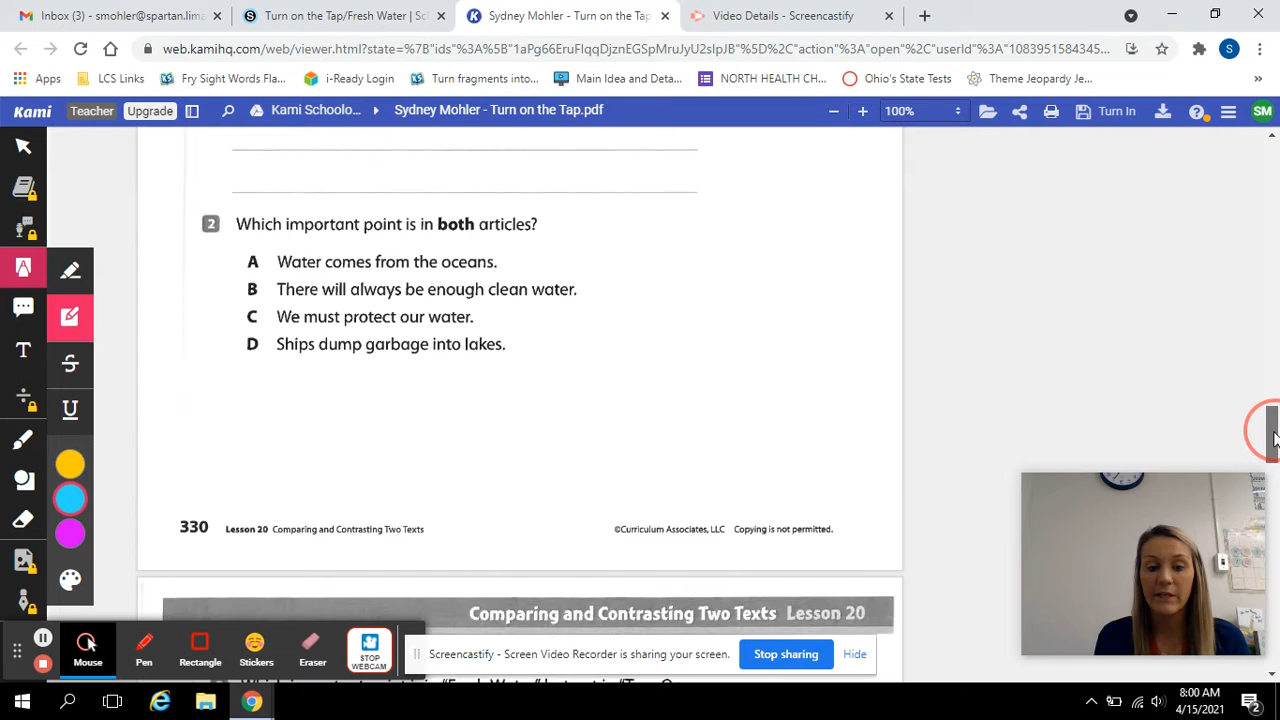 Inbox (3) - smohler@spartan.lima
Turn on the Tap/Fresh Water | Sc
Sydney Mohler - Turn on the Tap
Video Details - Screencastify
web.kamihq.com/web/viewer.html?state=%7B"ids"%3A%5B"1aPg66EruFIqqDjznEGSpMruJyU2sIpJB"%5D%2C"action"%3A"open"%2C"userId"%3A"1083951584345...
Apps
LCS Links
Fry Sight Words Fla...
i-Ready Login
Turn fragments into...
Main Idea and Deta...
NORTH HEALTH CH...
Ohio's State Tests
Theme Jeopardy Je...
Kami
Teacher
Upgrade
Kami Schoolo...
Sydney Mohler - Turn on the Tap.pdf
100%
Turn In
SM
2 Which important point is in both articles?
A Water comes from the oceans.
B There will always be enough clean water.
C We must protect our water.
D Ships dump garbage into lakes.
330 Lesson 20 Comparing and Contrasting Two Texts
©Curriculum Associates, LLC Copying is not permitted.
Comparing and Contrasting Two Texts Lesson 20
Mouse
Pen
Rectangle
Stickers
Eraser
STOP WEBCAM
Screencastify - Screen Video Recorder is sharing your screen.
Stop sharing
Hide
8:00 AM
4/15/2021
2